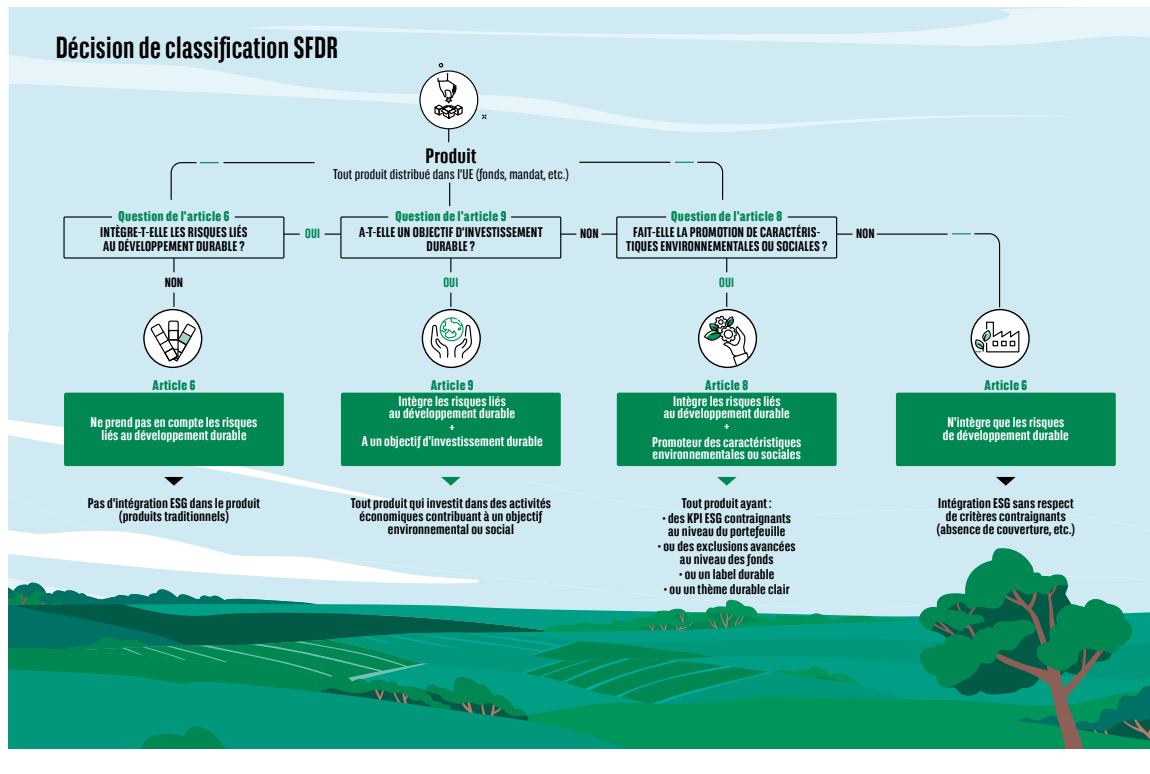 Décision de classification SFDR
Produit
Tout produit distribué dans l'UE (fonds, mandat, etc.)
Question de l'article 6
INTÈGRE-T-ELLE LES RISQUES LIÉS
AU DÉVELOPPEMENT DURABLE ?
OUI
Question de l'article 9
A-T-ELLE UN OBJECTIF D'INVESTISSEMENT
DURABLE ?
NON
Question de l'article 8
FAIT-ELLE LA PROMOTION DE CARACTÉRIS-
TIQUES ENVIRONNEMENTALES OU SOCIALES ?
NON
NON
OUI
OUI
Article 6
Ne prend pas en compte les risques
liés au développement durable
Pas d'intégration ESG dans le produit
(produits traditionnels)
Article 9
Intègre les risques liés
au développement durable
+
A un objectif d'investissement durable
Tout produit qui investit dans des activités
économiques contribuant à un objectif
environnemental ou social
Article 8
Intègre les risques liés
au développement durable
+
Promoteur des caractéristiques
environnementales ou sociales
Tout produit ayant :
• des KPI ESG contraignants
au niveau du portefeuille
• ou des exclusions avancées
au niveau des fonds
• ou un label durable
• ou un thème durable clair
Article 6
N'intègre que les risques
de développement durable
Intégration ESG sans respect
de critères contraignants
(absence de couverture, etc.)